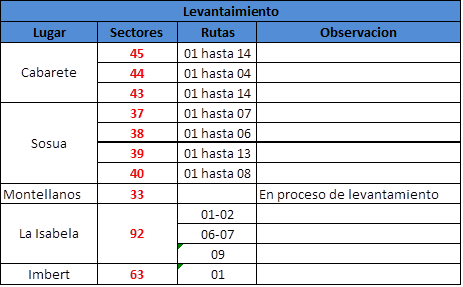 Levantaimiento
Lugar Sectores Rutas Observacion
Cabarete 45 01 hasta 14
44 01 hasta 04
43 01 hasta 14
Sosua 37 01 hasta 07
38 01 hasta 06
39 01 hasta 13
40 01 hasta 08
Montellanos 33 En proceso de levantamiento
La Isabela 92 01-02
06-07
09
Imbert 63 01